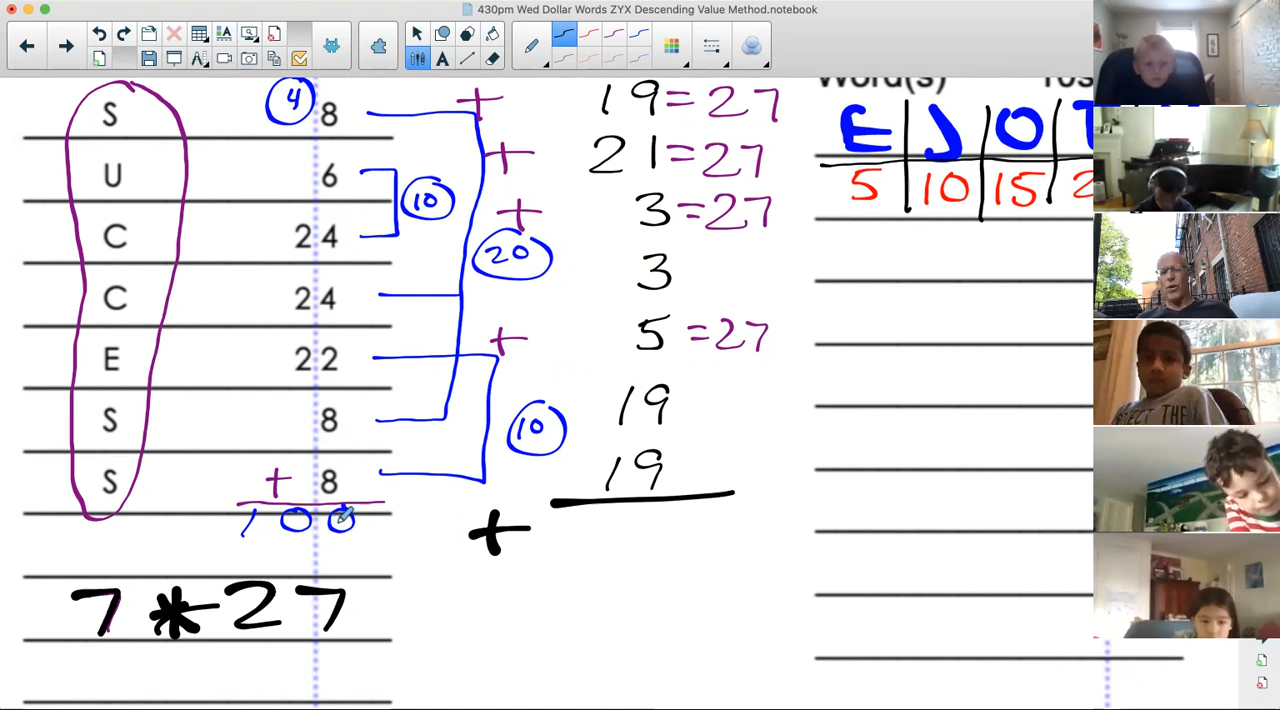 430pm Wed Dollar Words ZYX Descending Value Method.notebook
S 4 8 + 19 = 27
U 6 + 21 = 27
10
C 24 + 3 = 27
20
C 24 3
E 22 + 5 = 27
S 8 19
10
S + 8 19
100 +
7 * 27
Word(s)
E J O
5 10 15 2